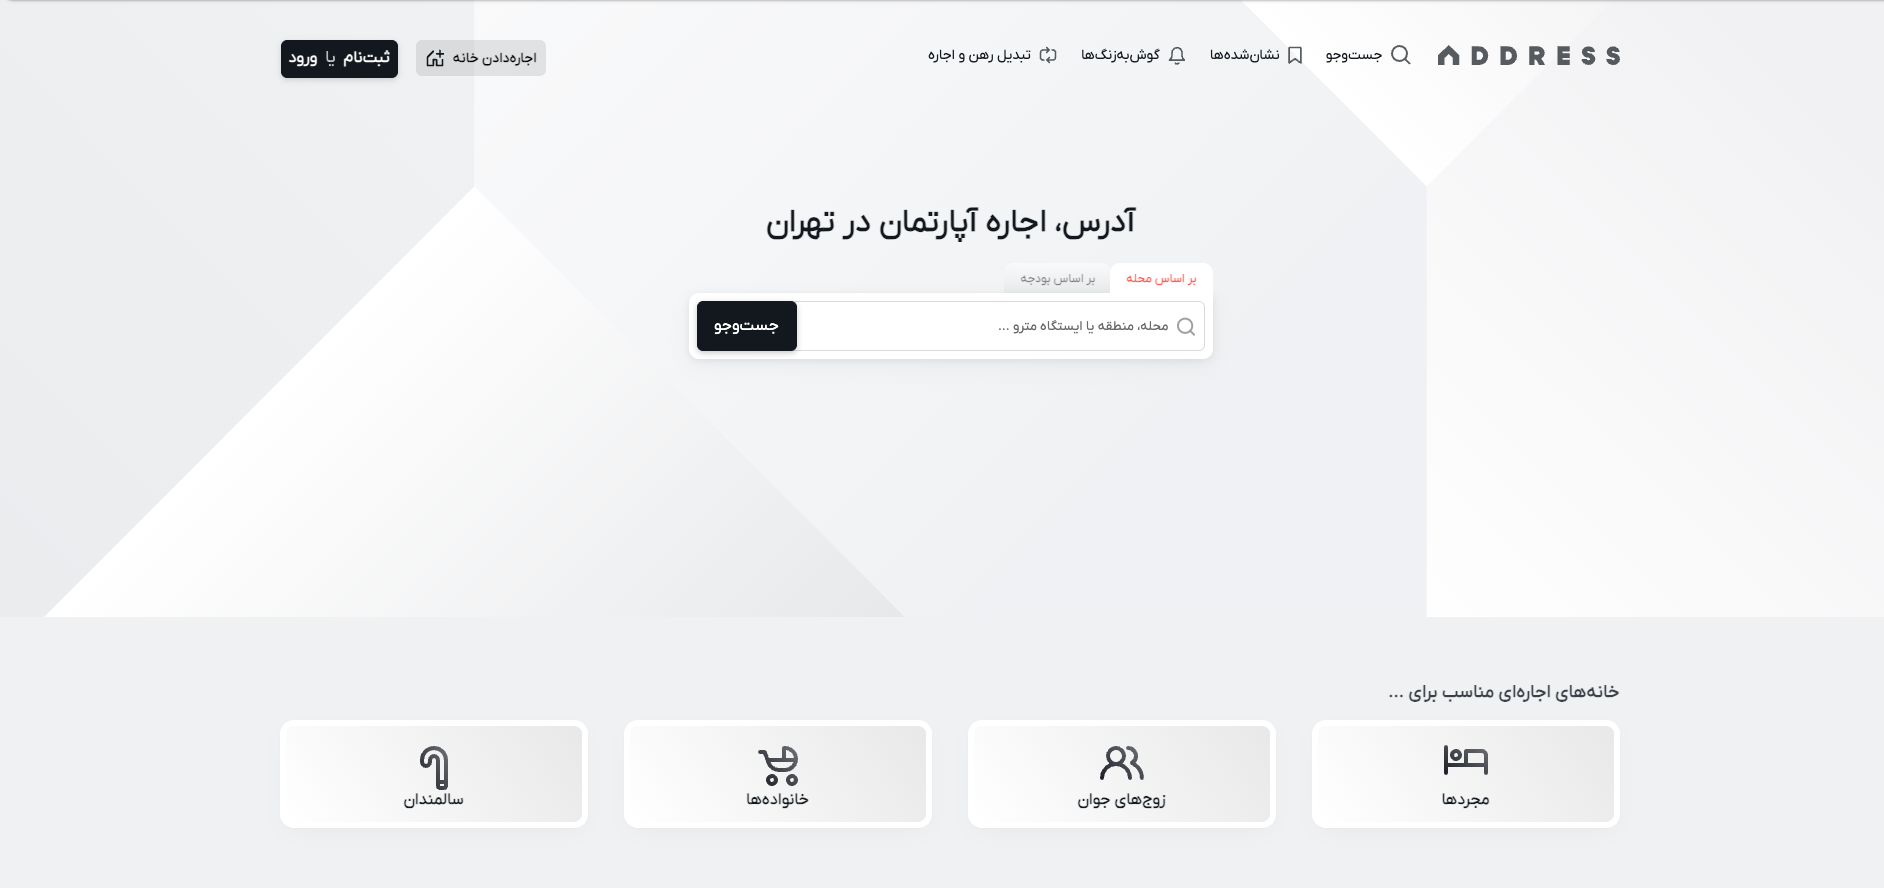 ADDRESS
جست‌وجو
نشان‌شده‌ها
گوش‌به‌زنگ‌ها
تبدیل رهن و اجاره
اجاره‌دادن خانه
ثبت‌نام یا ورود
آدرس، اجاره آپارتمان در تهران
بر اساس محله
بر اساس بودجه
محله، منطقه یا ایستگاه مترو ...
جست‌وجو
خانه‌های اجاره‌ای مناسب برای ...
مجردها
زوج‌های جوان
خانواده‌ها
سالمندان